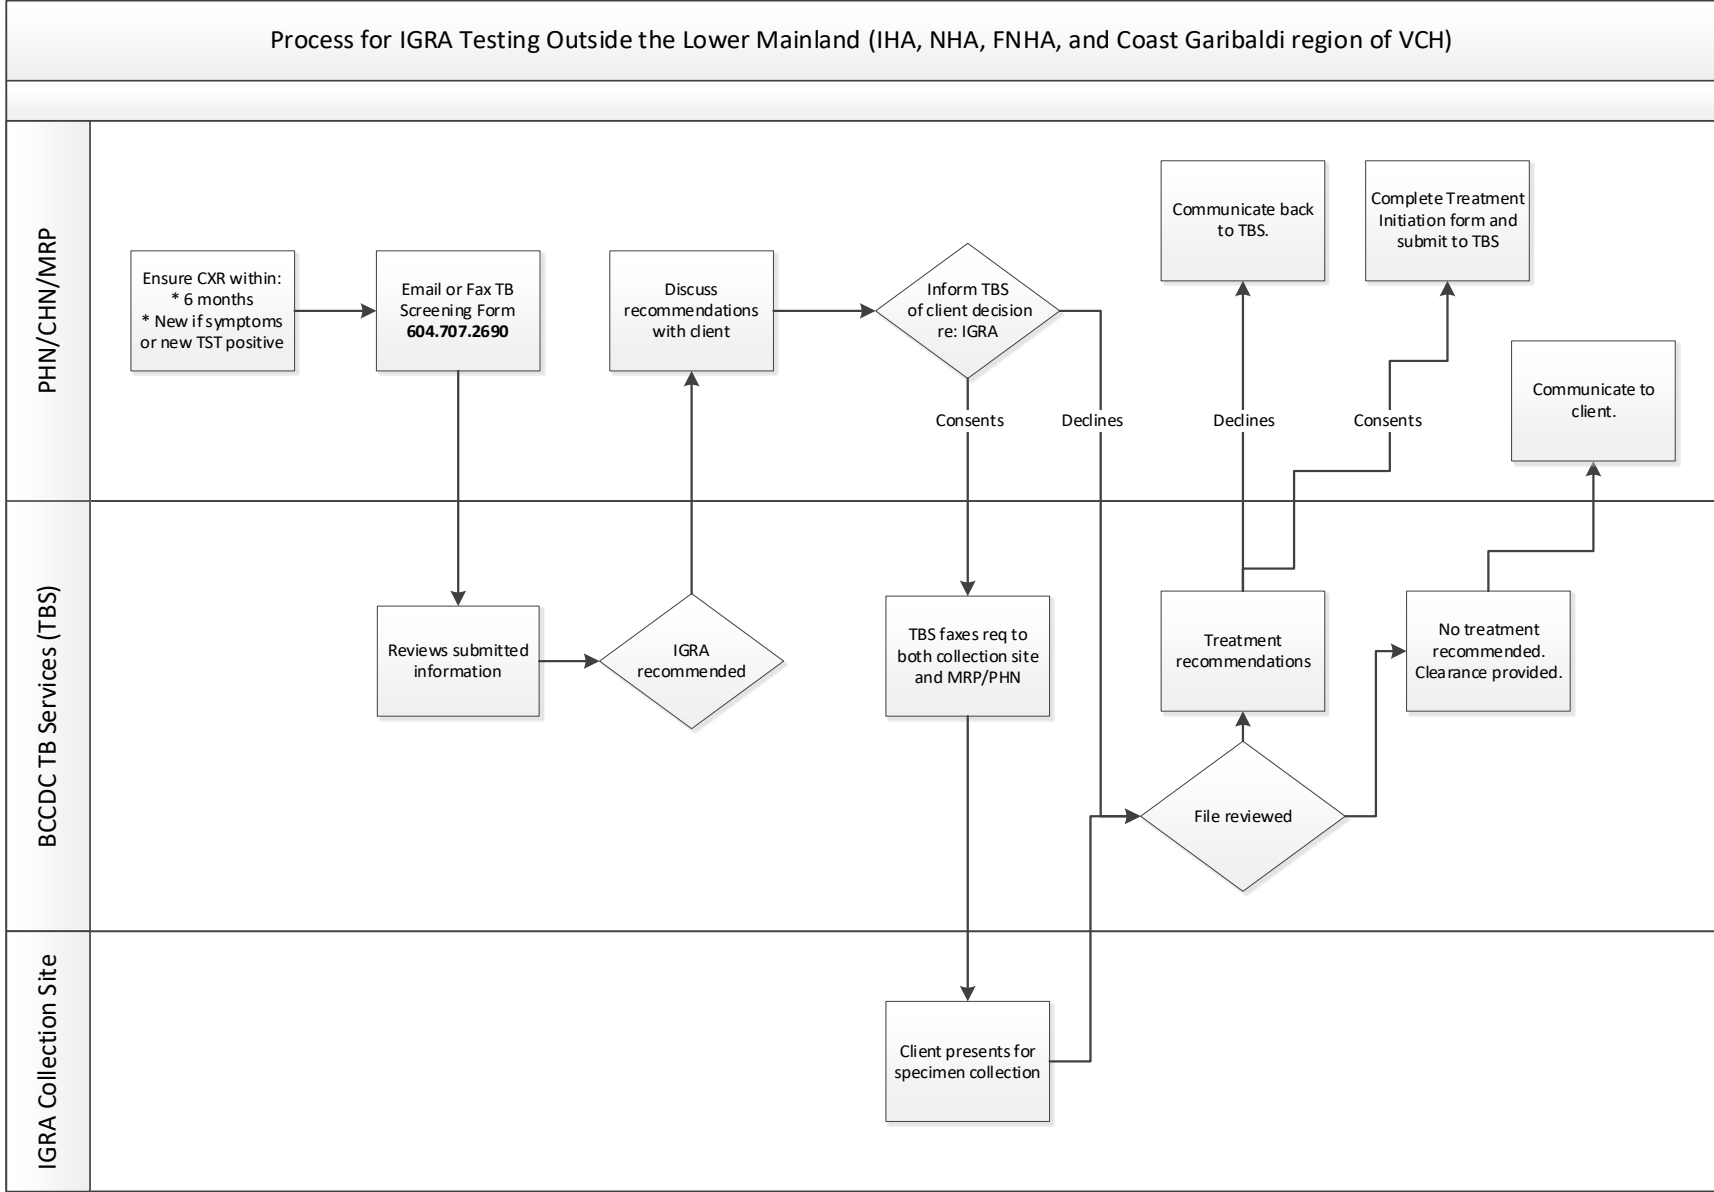 Process for IGRA Testing Outside the Lower Mainland (IHA, NHA, FNHA, and Coast Garibaldi region of VCH)
PHN/CHN/MRP
Ensure CXR within:
* 6 months
* New if symptoms
or new TST positive
Email or Fax TB
Screening Form
604.707.2690
Discuss
recommendations
with client
Inform TBS
of client decision
re: IGRA
Consents
Declines
Communicate back
to TBS.
Declines
Complete Treatment
Initiation form and
submit to TBS
Consents
Communicate to
client.
BCCDC TB Services (TBS)
Reviews submitted
information
IGRA
recommended
TBS faxes req to
both collection site
and MRP/PHN
Treatment
recommendations
No treatment
recommended.
Clearance provided.
File reviewed
IGRA Collection Site
Client presents for
specimen collection